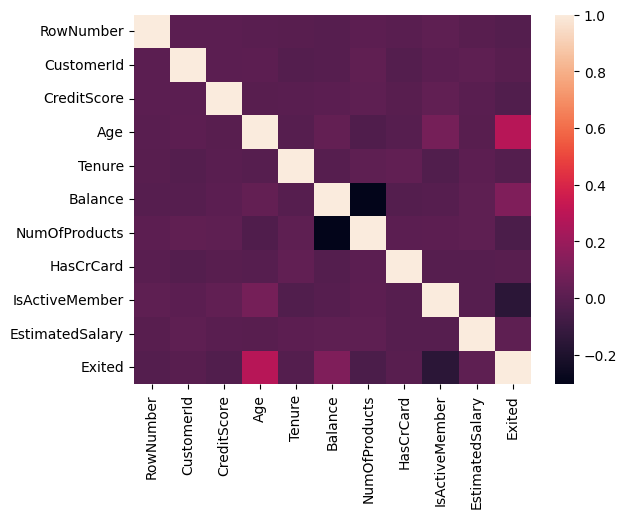 RowNumber
CustomerId
CreditScore
Age
Tenure
Balance
NumOfProducts
HasCrCard
IsActiveMember
EstimatedSalary
Exited
RowNumber
CustomerId
CreditScore
Age
Tenure
Balance
NumOfProducts
HasCrCard
IsActiveMember
EstimatedSalary
Exited
1.0
0.8
0.6
0.4
0.2
0.0
−0.2